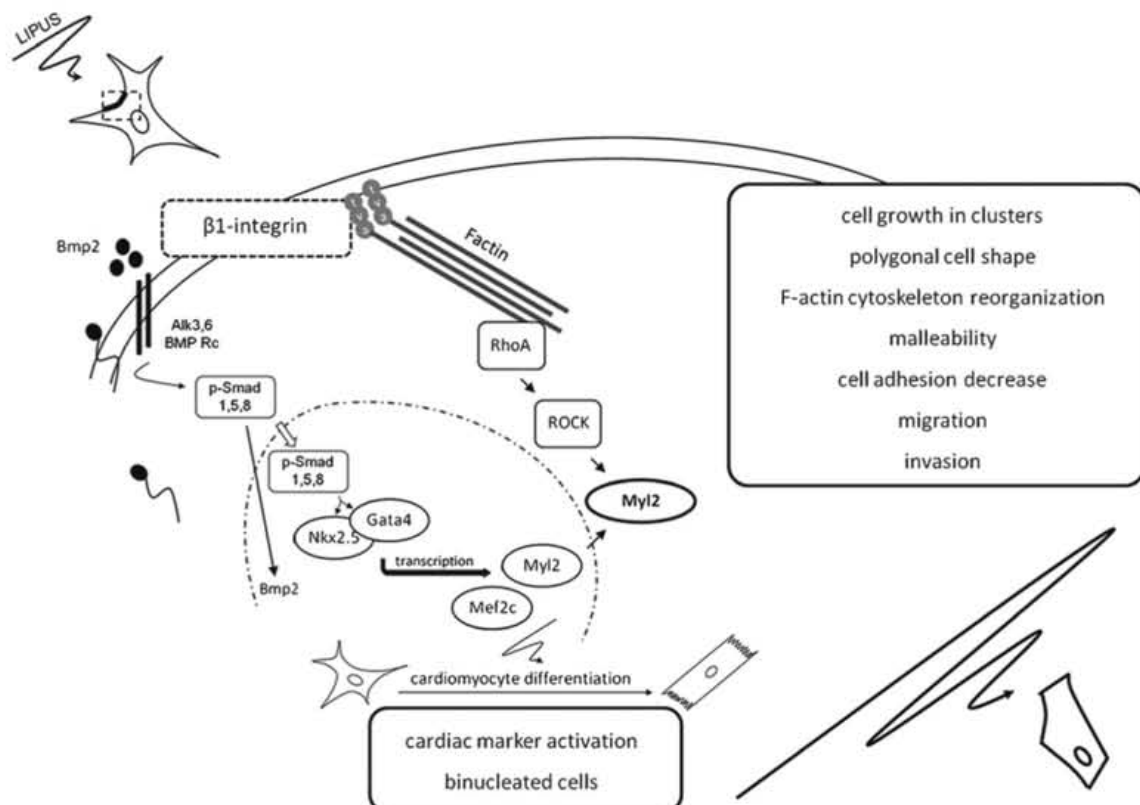 LIPUS
β1-integrin
Factin
Bmp2
Alk3,6
BMP Rc
p-Smad
1,5,8
p-Smad
1,5,8
Nkx2.5
Gata4
Bmp2
transcription
Myl2
Mef2c
RhoA
ROCK
Myl2
cell growth in clusters
polygonal cell shape
F-actin cytoskeleton reorganization
malleability
cell adhesion decrease
migration
invasion
cardiomyocyte differentiation
cardiac marker activation
binucleated cells